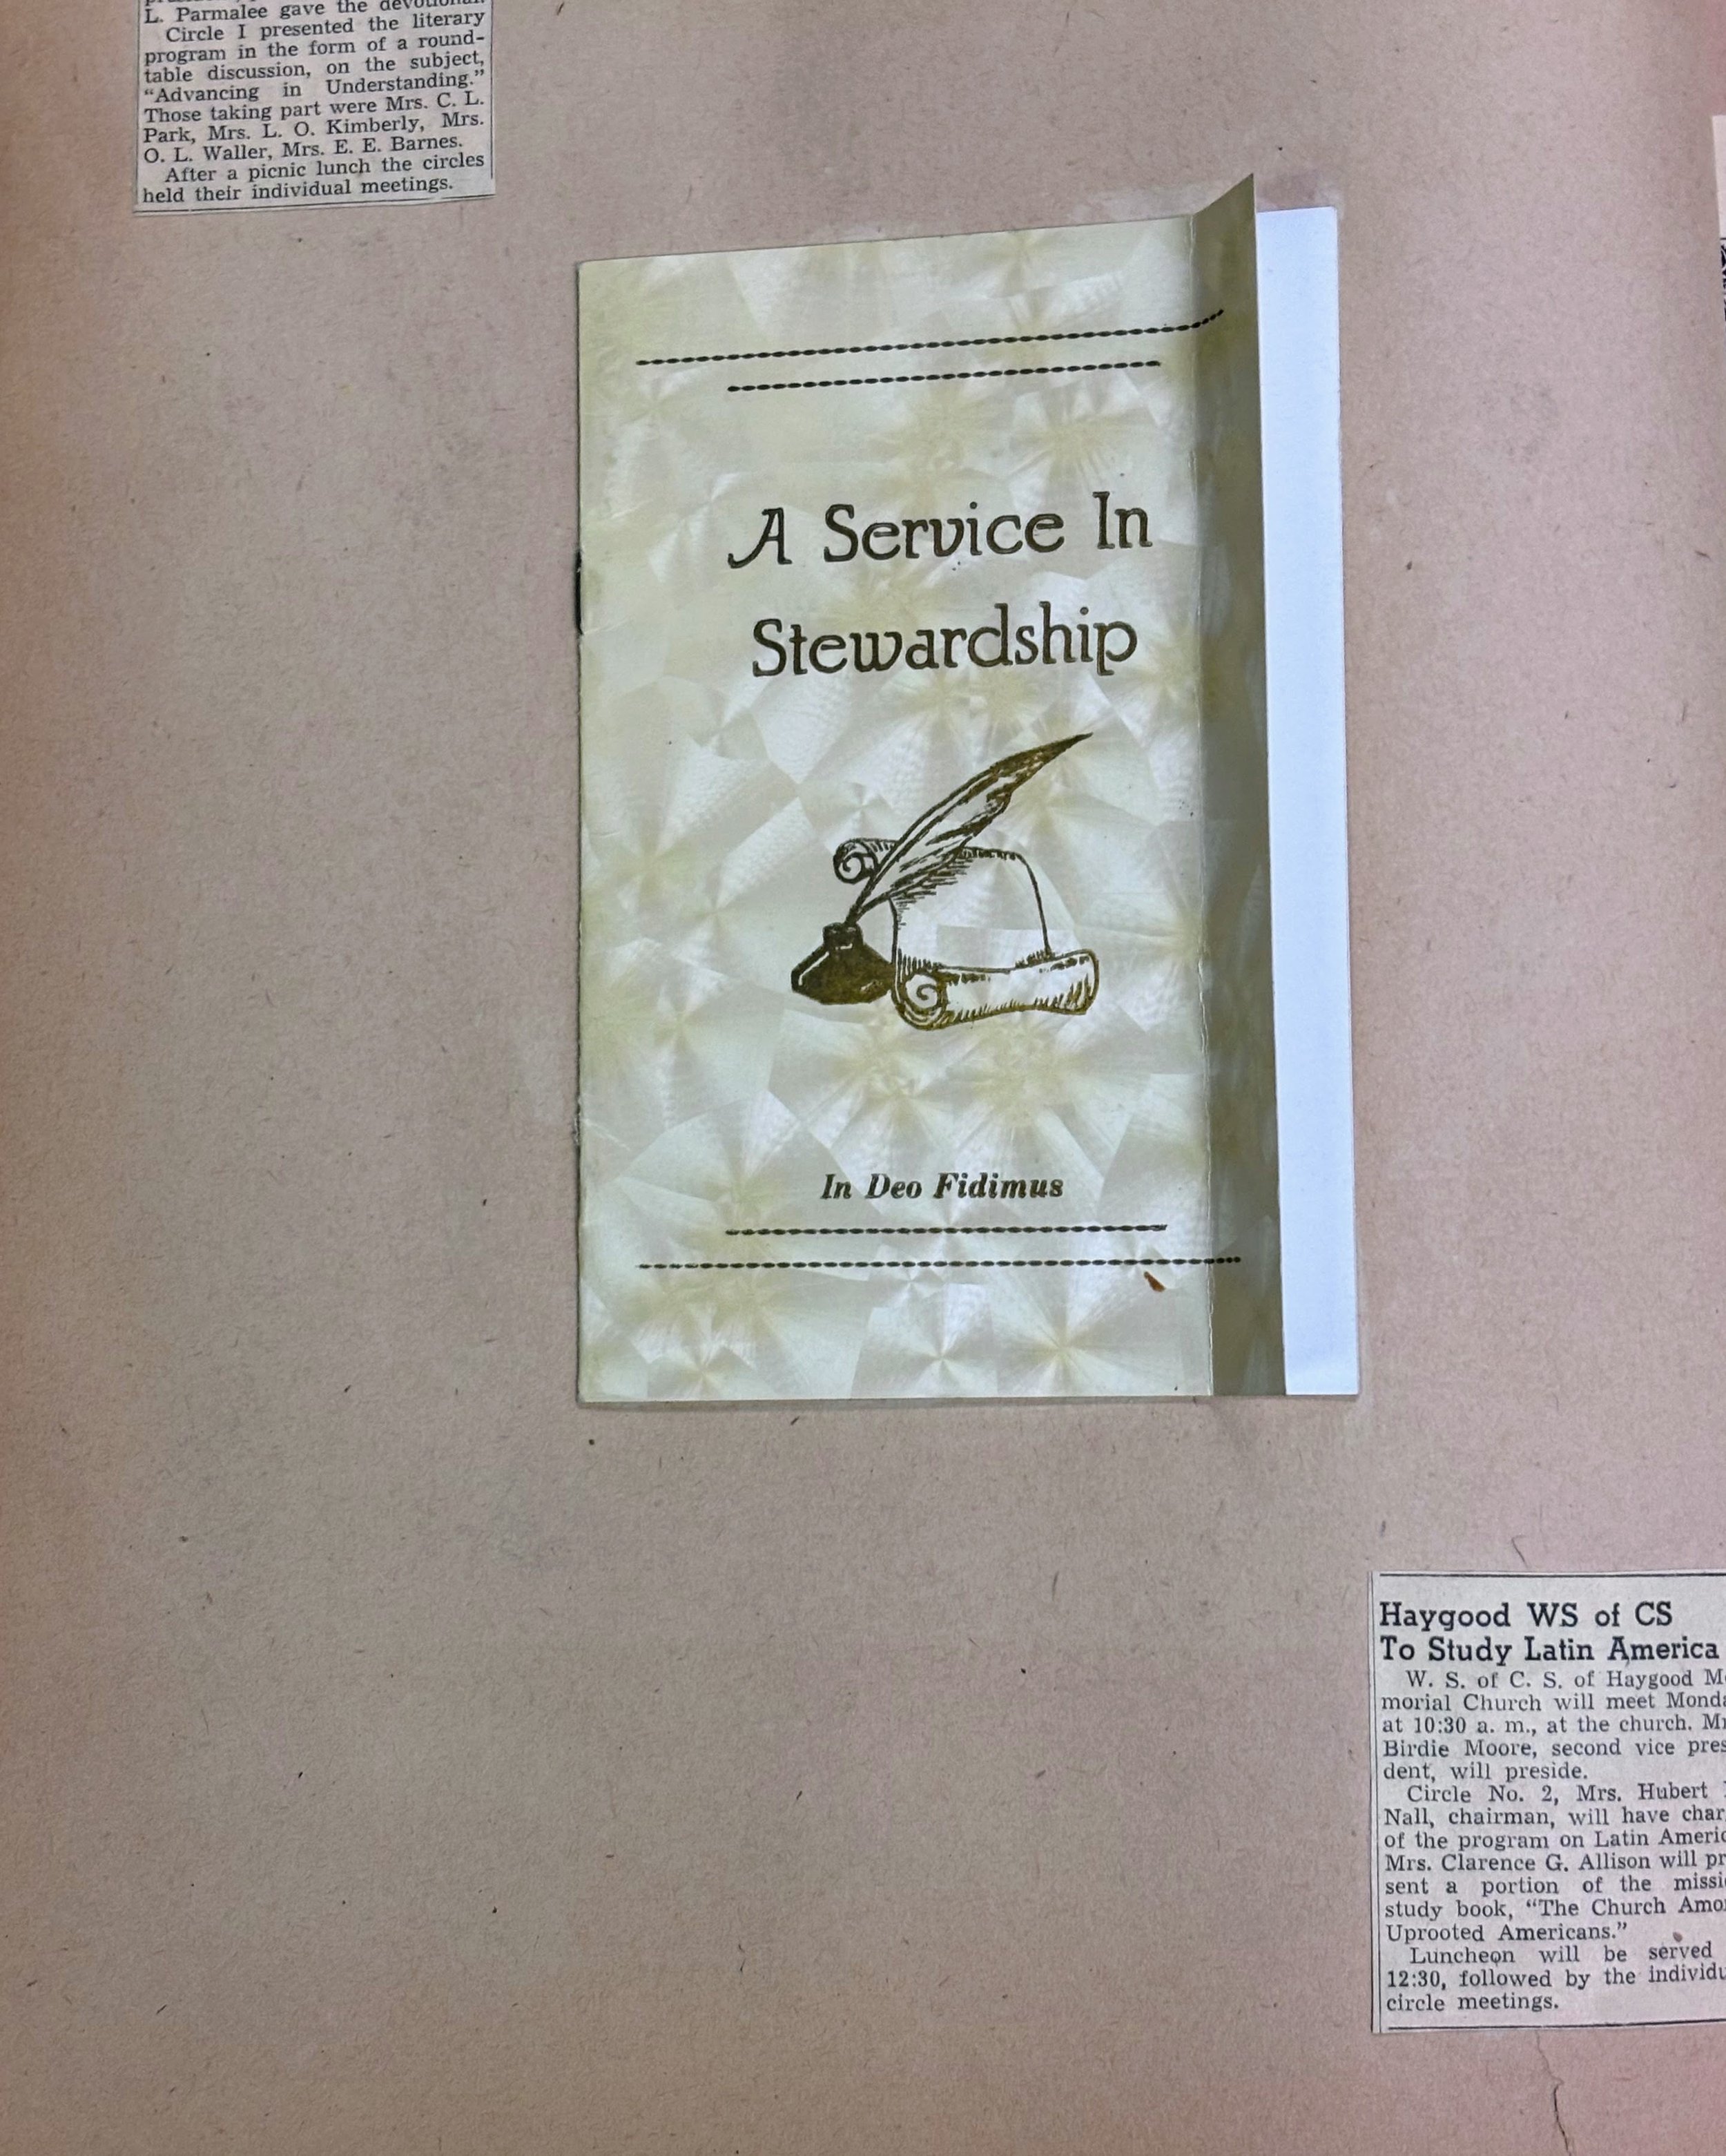 L. Parmalee gave the devotional.
Circle I presented the literary
program in the form of a round-
table discussion, on the subject,
“Advancing in Understanding.”
Those taking part were Mrs. C. L.
Park, Mrs. L. O. Kimberly, Mrs.
O. L. Waller, Mrs. E. E. Barnes.
After a picnic lunch the circles
held their individual meetings.
A Service In
Stewardship
In Deo Fidimus
Haygood WS of CS
To Study Latin America
W. S. of C. S. of Haygood
morial Church will meet
at 10:30 a. m., at the church.
Birdie Moore, second vice
dent, will preside.
Circle No. 2, Mrs. Hubert
Nall, chairman, will have
of the program on Latin
Mrs. Clarence G. Allison will
sent a portion of the
study book, “The Church
Uprooted Americans.”
Luncheon will be served
12:30, followed by the
circle meetings.